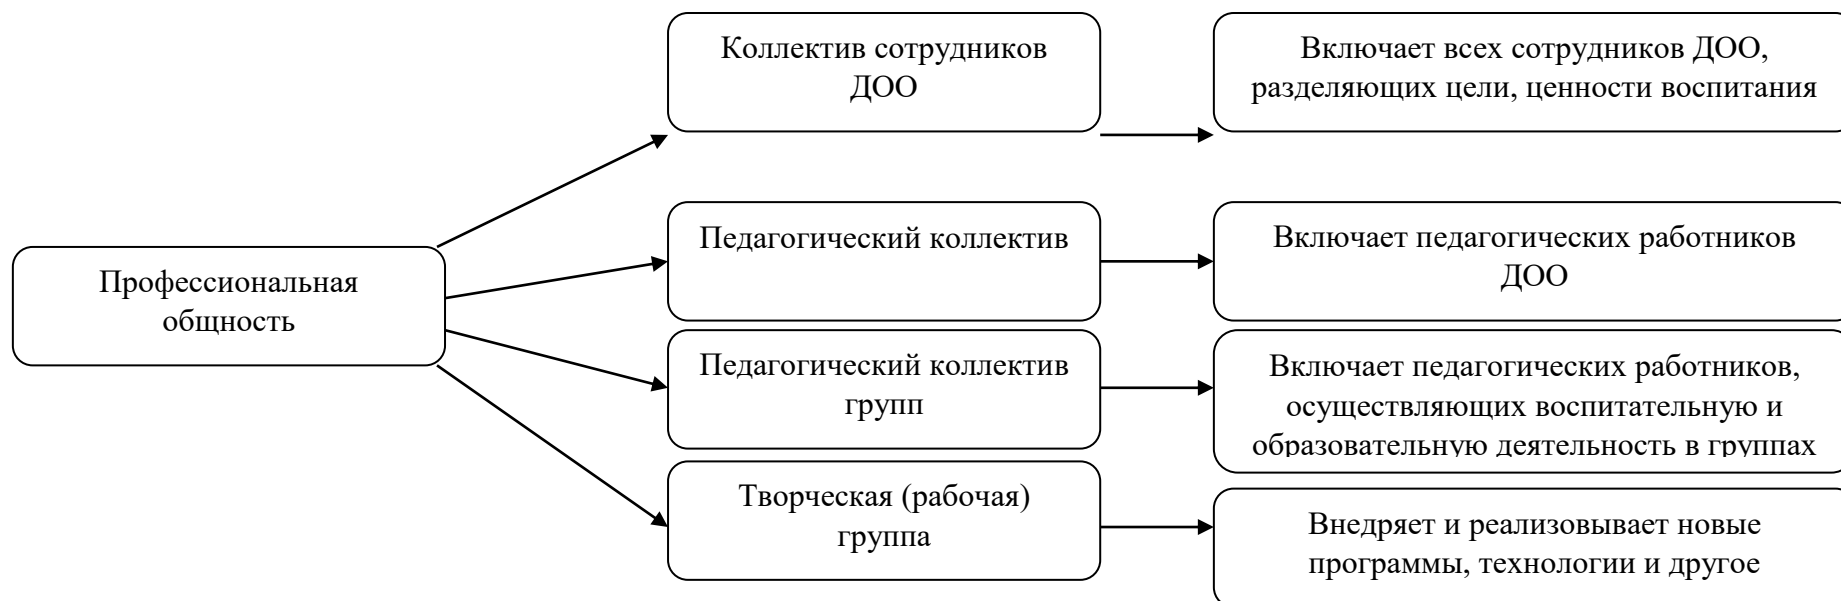 Коллектив сотрудников
ДОО
Включает всех сотрудников ДОО,
разделяющих цели, ценности воспитания
Профессиональная
общность
Педагогический коллектив
Включает педагогических работников
ДОО
Педагогический коллектив
групп
Включает педагогических работников,
осуществляющих воспитательную и
образовательную деятельность в группах
Творческая (рабочая)
группа
Внедряет и реализовывает новые
программы, технологии и другое